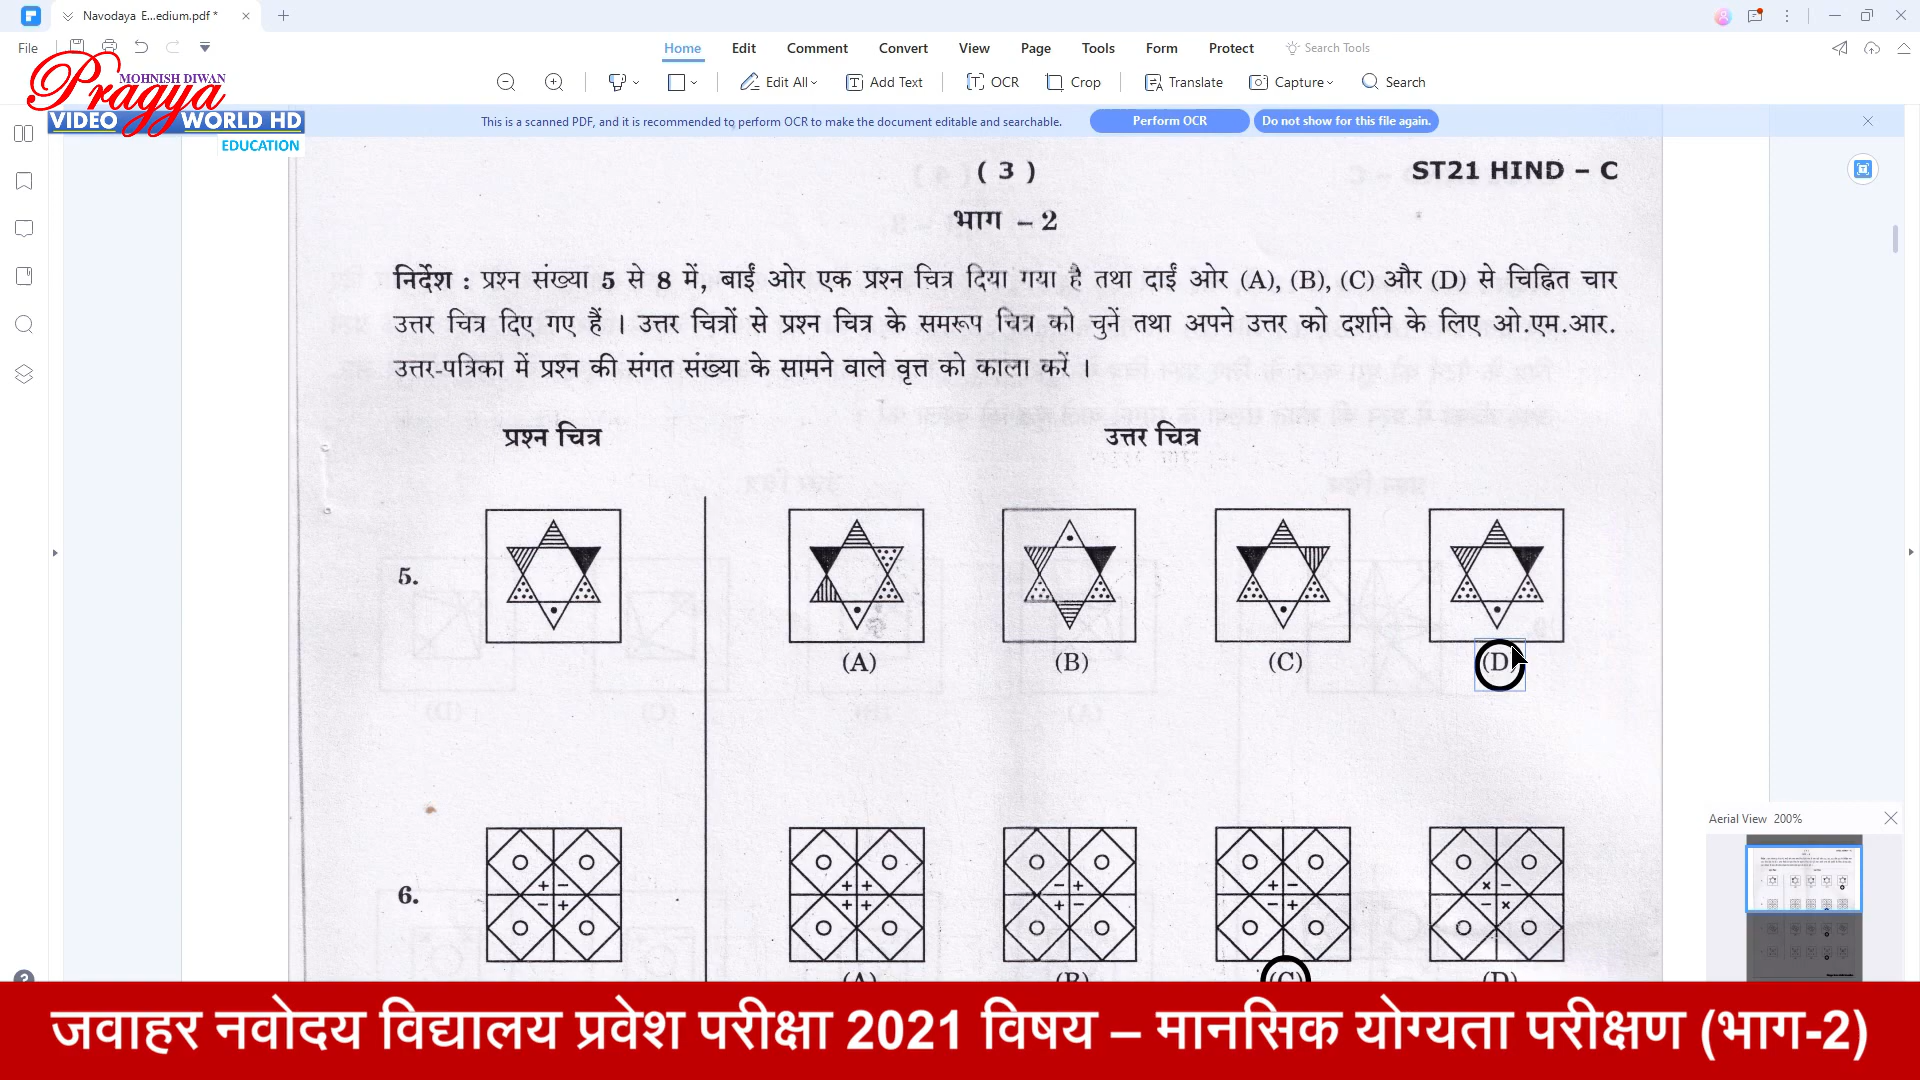 Navodaya E...edium.pdf *
File
Home Edit Comment Convert View Page Tools Form Protect Search Tools
Edit All Add Text OCR Crop Translate Capture Search
MOHNISH DIWAN
Pragya
VIDEO WORLD HD
EDUCATION
This is a scanned PDF, and it is recommended to perform OCR to make the document editable and searchable. Perform OCR Do not show for this file again.
( 3 ) ST21 HIND – C
भाग – 2
निर्देश : प्रश्न संख्या 5 से 8 में, बाईं ओर एक प्रश्न चित्र दिया गया है तथा दाईं ओर (A), (B), (C) और (D) से चिह्नित चार
उत्तर चित्र दिए गए हैं । उत्तर चित्रों से प्रश्न चित्र के समरूप चित्र को चुनें तथा अपने उत्तर को दर्शाने के लिए ओ.एम.आर.
उत्तर-पत्रिका में प्रश्न की संगत संख्या के सामने वाले वृत्त को काला करें ।
प्रश्न चित्र उत्तर चित्र
5.
(A) (B) (C) (D)
Aerial View 200%
6.
(A) (B) (C) (D)
जवाहर नवोदय विद्यालय प्रवेश परीक्षा 2021 विषय – मानसिक योग्यता परीक्षण (भाग-2)